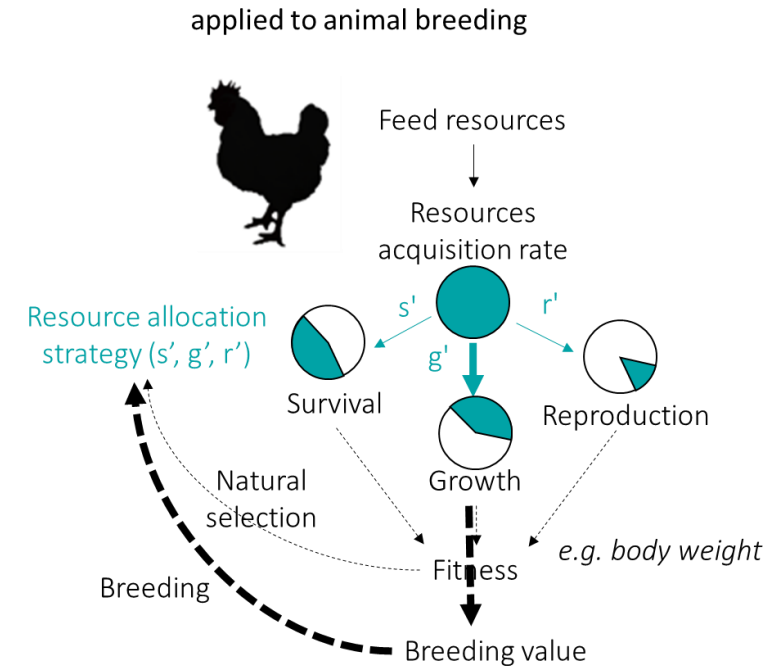 applied to animal breeding
Feed resources
Resources
acquisition rate
s'
r'
Resource allocation
strategy (s’, g’, r’)
g'
Survival
Reproduction
Growth
Natural
selection
e.g. body weight
Fitness
Breeding
Breeding value